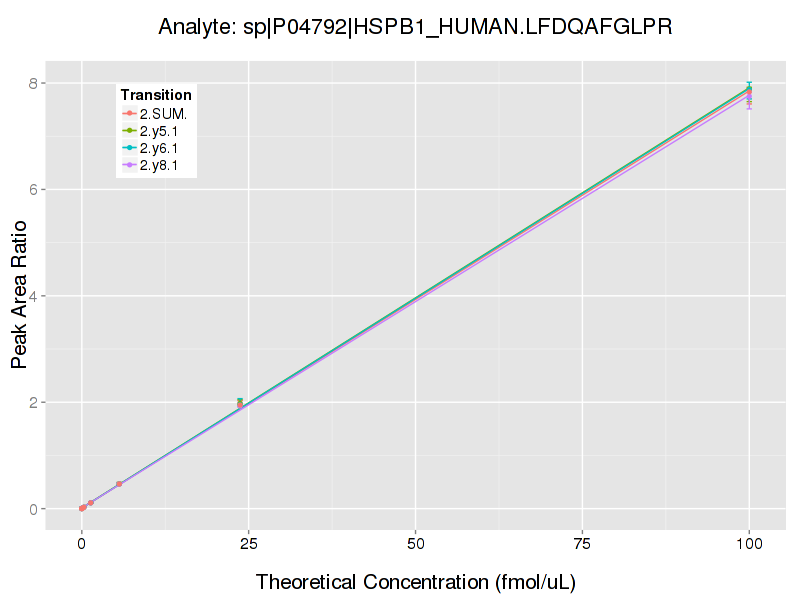 Analyte: sp|P04792|HSPB1_HUMAN.LFDQAFGLPR
Transition
2.SUM.
2.y5.1
2.y6.1
2.y8.1
Peak Area Ratio
8
6
4
2
0
0 25 50 75 100
Theoretical Concentration (fmol/uL)